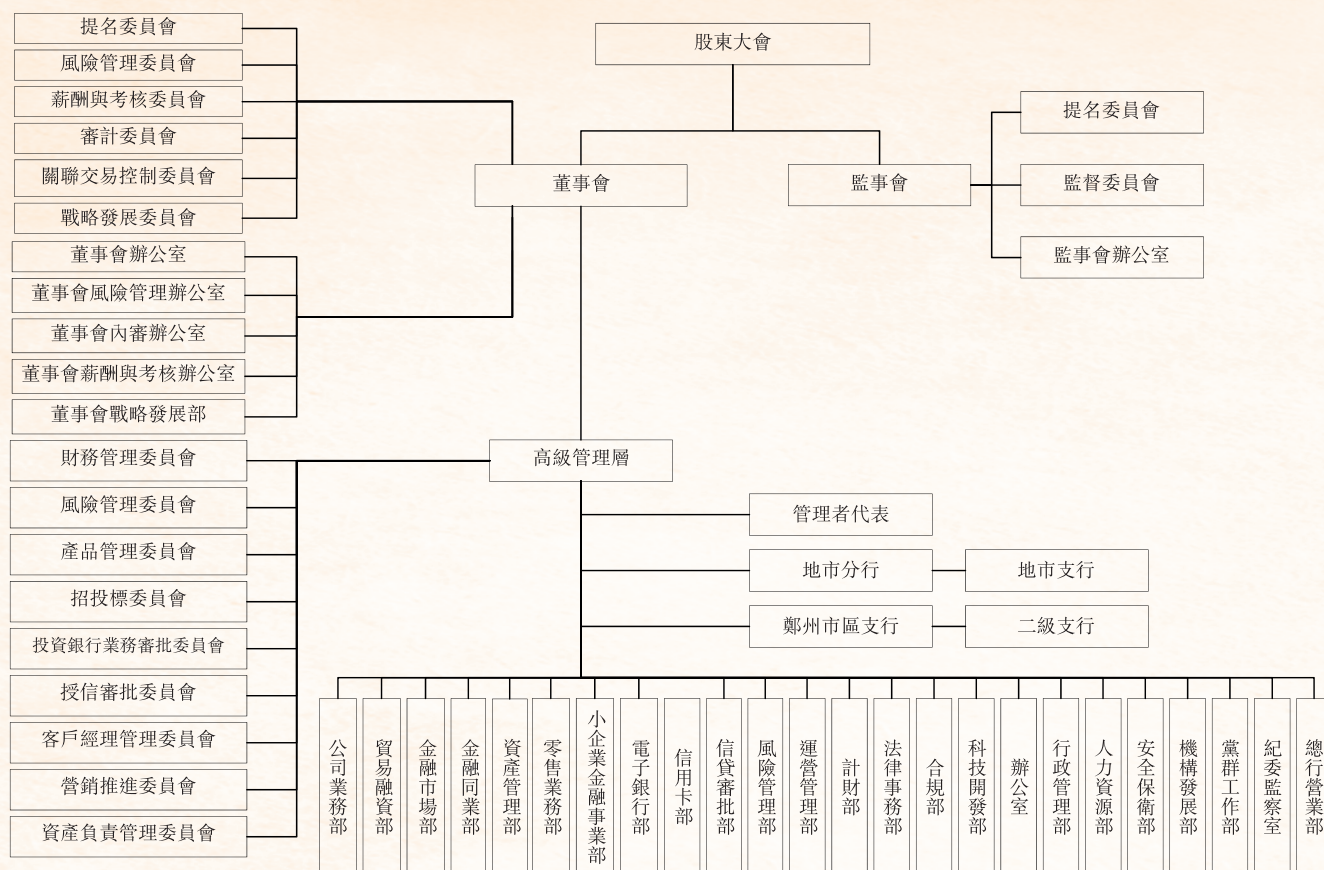 股東大會
董事會
監事會
提名委員會
監督委員會
監事會辦公室
提名委員會
風險管理委員會
薪酬與考核委員會
審計委員會
關聯交易控制委員會
戰略發展委員會
董事會辦公室
董事會風險管理辦公室
董事會內審辦公室
董事會薪酬與考核辦公室
董事會戰略發展部
高級管理層
財務管理委員會
風險管理委員會
產品管理委員會
招投標委員會
投資銀行業務審批委員會
授信審批委員會
客戶經理管理委員會
營銷推進委員會
資產負責管理委員會
管理者代表
地市分行
地市支行
鄭州市區支行
二級支行
公司業務部
貿易融資部
金融市場部
金融同業部
資產管理部
零售業務部
小企業金融事業部
電子銀行部
信用卡部
信貸審批部
風險管理部
運營管理部
計財部
法律事務部
合規部
科技開發部
辦公室
行政管理部
人力資源部
安全保衛部
機構發展部
黨群工作部
紀委監察室
總行營業部